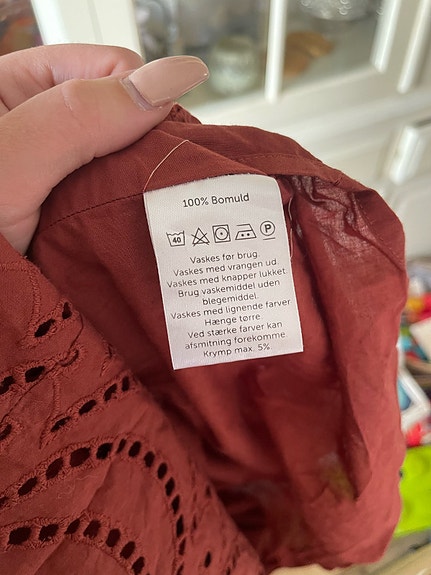 100% Bomuld
40 P
Vaskes før brug.
Vaskes med vrangen ud.
Vaskes med knapper lukket.
Brug vaskemiddel uden
blegemiddel.
Vaskes med lignende farver
Hænge tørre
Ved stærke farver kan
afsmitning forekomme
Krymp max. 5%.